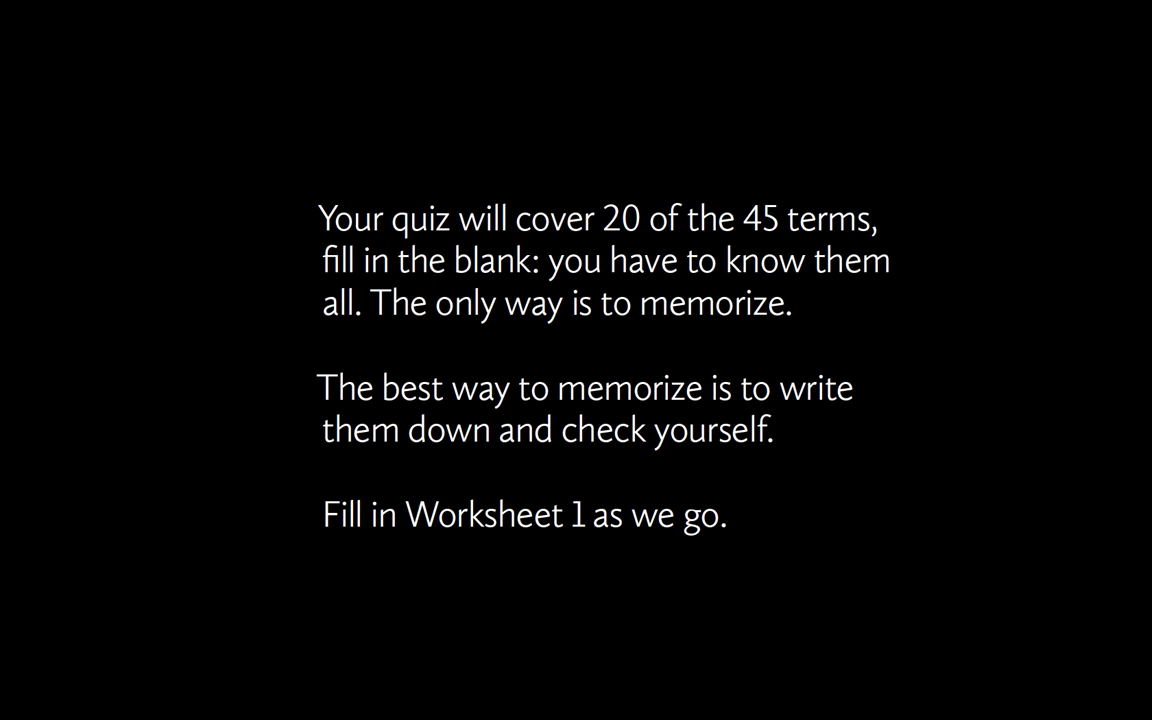 Your quiz will cover 20 of the 45 terms,
fill in the blank: you have to know them
all. The only way is to memorize.
The best way to memorize is to write
them down and check yourself.
Fill in Worksheet 1 as we go.